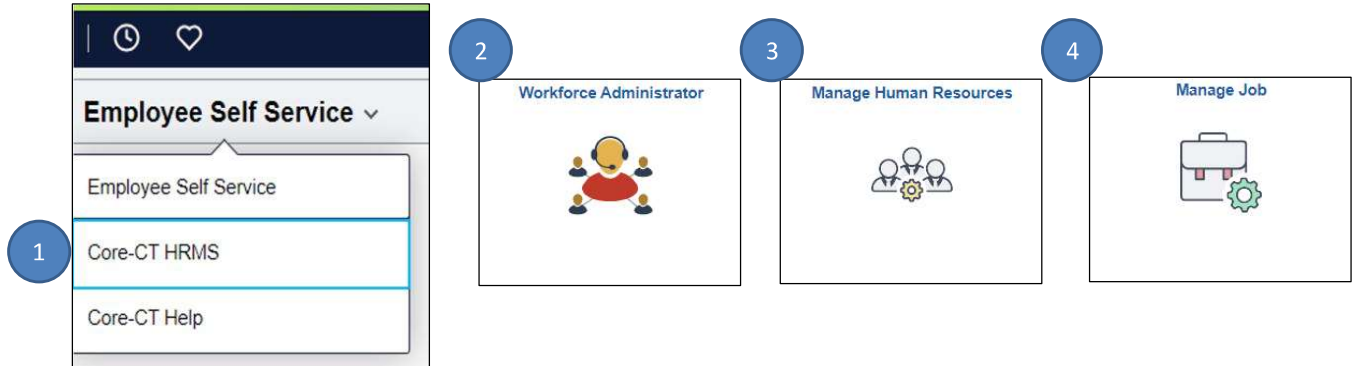 Employee Self Service
Employee Self Service
1
Core-CT HRMS
Core-CT Help
2
Workforce Administrator
3
Manage Human Resources
4
Manage Job